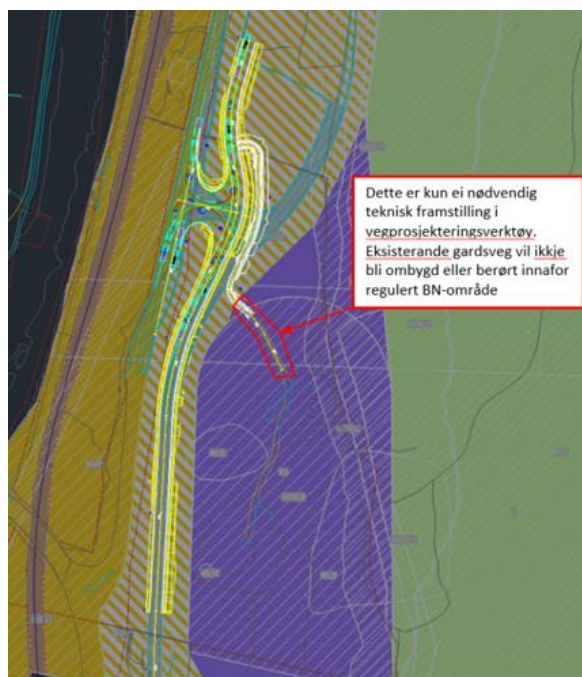 Dette er kun ei nødvendig
teknisk framstilling i
vegprosjekteringsverktøy.
Eksisterande gardsveg vil ikkje
bli ombygd eller berørt innafor
regulert BN-område